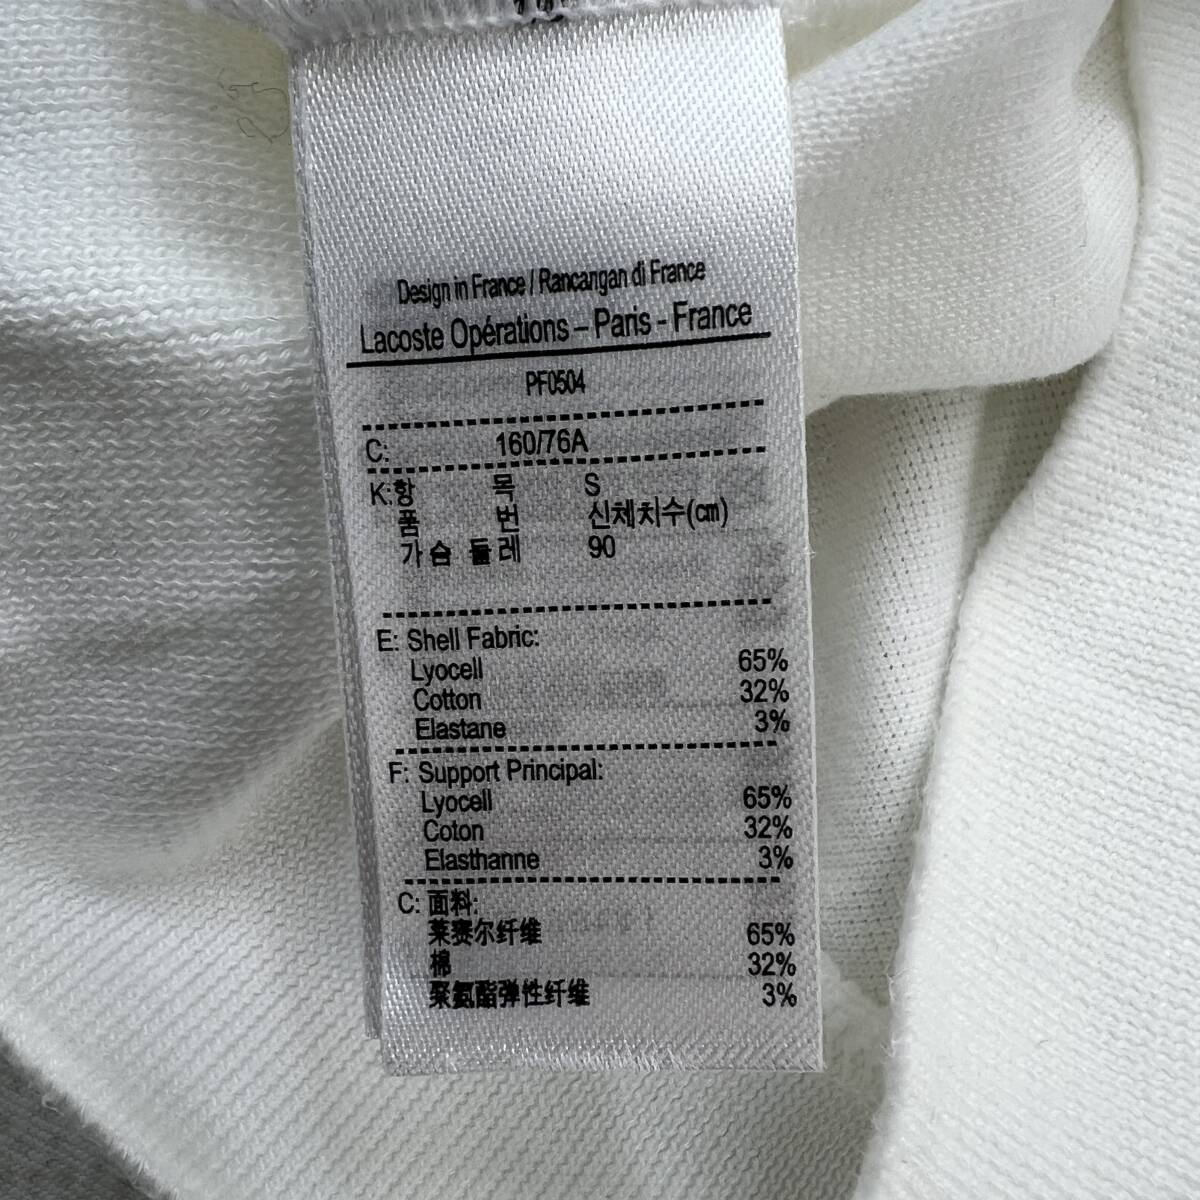 Design in France / Rancangan di France
Lacoste Opérations – Paris - France
PF0504
C: 160/76A
K:항 목 S
품 번 신체치수(㎝)
가슴 둘레 90
E: Shell Fabric:
Lyocell 65%
Cotton 32%
Elastane 3%
F: Support Principal:
Lyocell 65%
Coton 32%
Elasthanne 3%
C: 面料:
莱赛尔纤维 65%
棉 32%
聚氨酯弹性纤维 3%